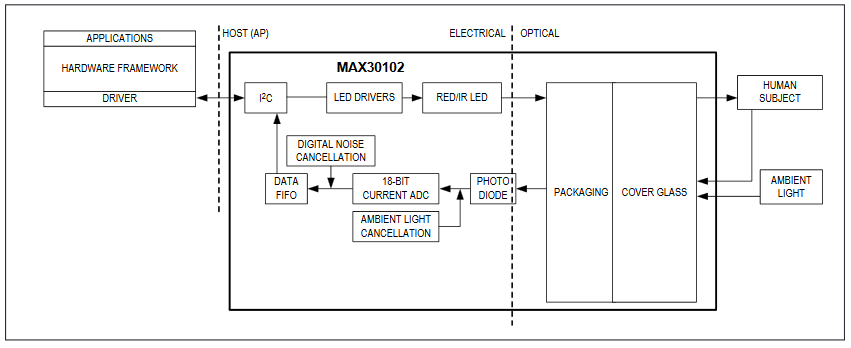 HOST (AP)
ELECTRICAL
OPTICAL
APPLICATIONS
HARDWARE FRAMEWORK
DRIVER
MAX30102
I²C
LED DRIVERS
RED/IR LED
HUMAN
SUBJECT
DIGITAL NOISE
CANCELLATION
DATA
FIFO
18-BIT
CURRENT ADC
PHOTO
DIODE
PACKAGING
COVER GLASS
AMBIENT
LIGHT
AMBIENT LIGHT
CANCELLATION